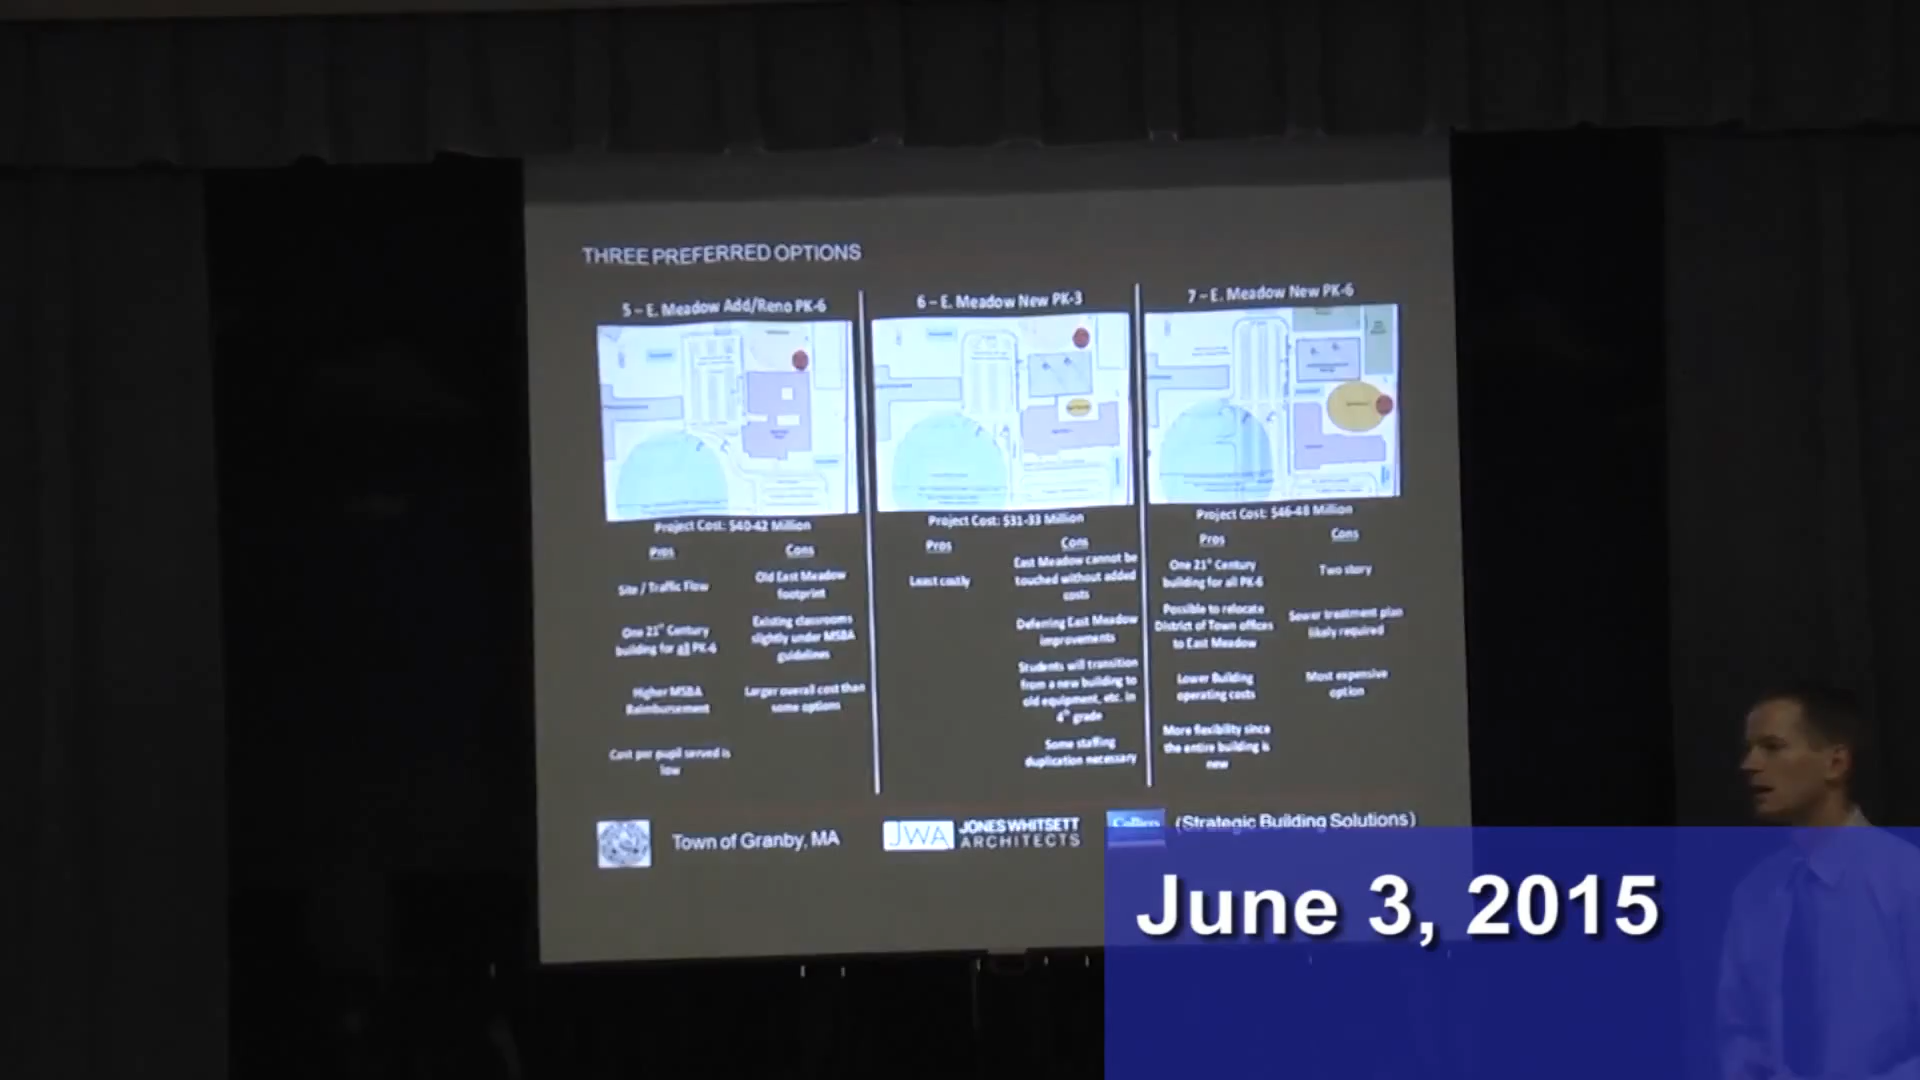 THREE PREFERRED OPTIONS
5 – E. Meadow Add/Reno PK-6
Project Cost: $40-42 Million
Pros
Site / Traffic Flow
One 21st Century
building for all PK-6
Higher MSBA
Reimbursement
Cost per pupil served is
low
Cons
Old East Meadow
footprint
Existing classrooms
slightly under MSBA
guidelines
Larger overall cost than
some options
6 – E. Meadow New PK-3
Project Cost: $31-33 Million
Pros
Least costly
Cons
East Meadow cannot be
touched without added
costs
Deferring East Meadow
improvements
Students will transition
from a new building to
old equipment, etc. in
4th grade
Some staffing
duplication necessary
7 – E. Meadow New PK-6
Project Cost: $46-48 Million
Pros
One 21st Century
building for all PK-6
Possible to relocate
District of Town offices
to East Meadow
Lower Building
operating costs
More flexibility since
the entire building is
new
Cons
Two story
Sewer treatment plan
likely required
Most expensive
option
Town of Granby, MA
JWA
JONES WHITSETT
ARCHITECTS
Colliers
(Strategic Building Solutions)
June 3, 2015